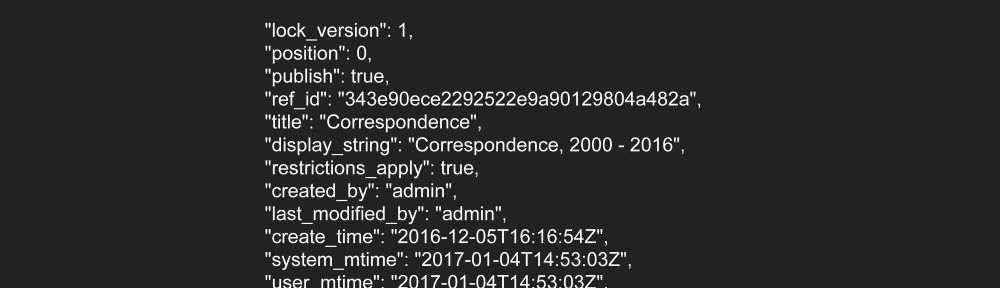 "lock_version": 1,
"position": 0,
"publish": true,
"ref_id": "343e90ece2292522e9a90129804a482a",
"title": "Correspondence",
"display_string": "Correspondence, 2000 - 2016",
"restrictions_apply": true,
"created_by": "admin",
"last_modified_by": "admin",
"create_time": "2016-12-05T16:16:54Z",
"system_mtime": "2017-01-04T14:53:03Z",
"user_mtime": "2017-01-04T14:53:03Z",